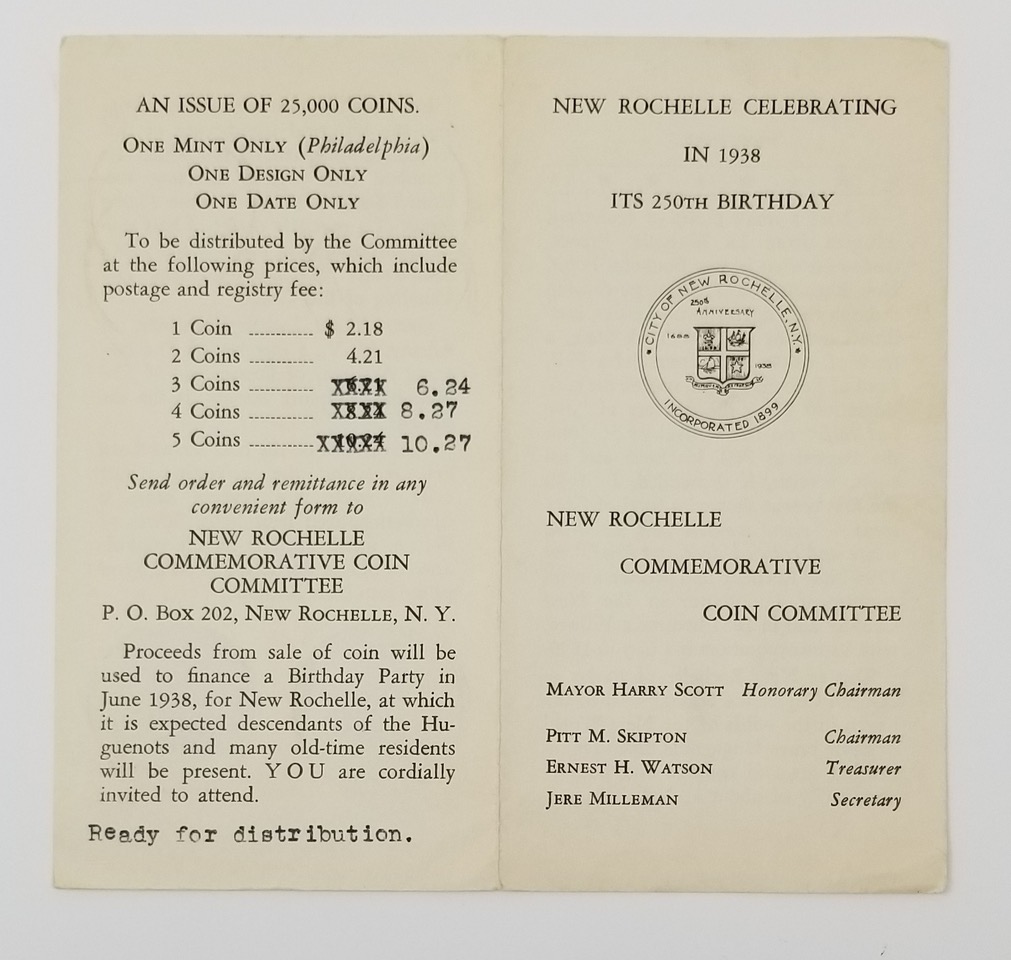 AN ISSUE OF 25,000 COINS.
ONE MINT ONLY (Philadelphia)
ONE DESIGN ONLY
ONE DATE ONLY
To be distributed by the Committee
at the following prices, which include
postage and registry fee:
1 Coin ............ $ 2.18
2 Coins ............ 4.21
3 Coins ............ 6.24
4 Coins ............ 8.27
5 Coins ............ 10.27
Send order and remittance in any
convenient form to
NEW ROCHELLE
COMMEMORATIVE COIN
COMMITTEE
P. O. BOX 202, NEW ROCHELLE, N. Y.
Proceeds from sale of coin will be
used to finance a Birthday Party in
June 1938, for New Rochelle, at which
it is expected descendants of the Hu-
guenots and many old-time residents
will be present. YOU are cordially
invited to attend.
Ready for distribution.
NEW ROCHELLE CELEBRATING
IN 1938
ITS 250TH BIRTHDAY
CITY OF NEW ROCHELLE, N.Y.
250th
ANNIVERSARY
1688
1938
INCORPORATED 1899
NEW ROCHELLE
COMMEMORATIVE
COIN COMMITTEE
MAYOR HARRY SCOTT Honorary Chairman
PITT M. SKIPTON Chairman
ERNEST H. WATSON Treasurer
JERE MILLEMAN Secretary